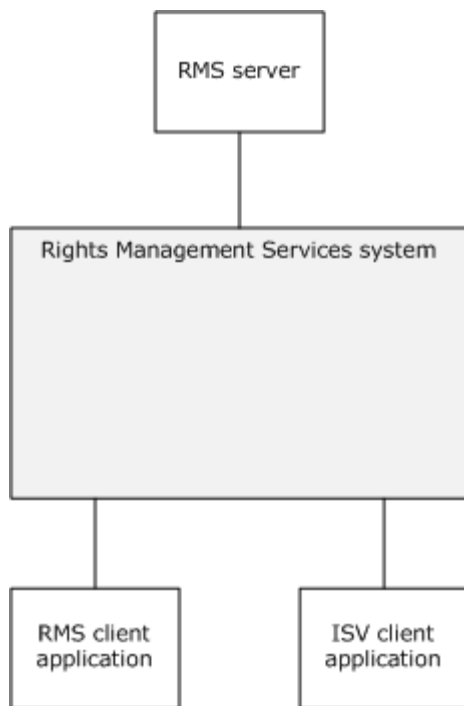 RMS server
Rights Management Services system
RMS client
application
ISV client
application